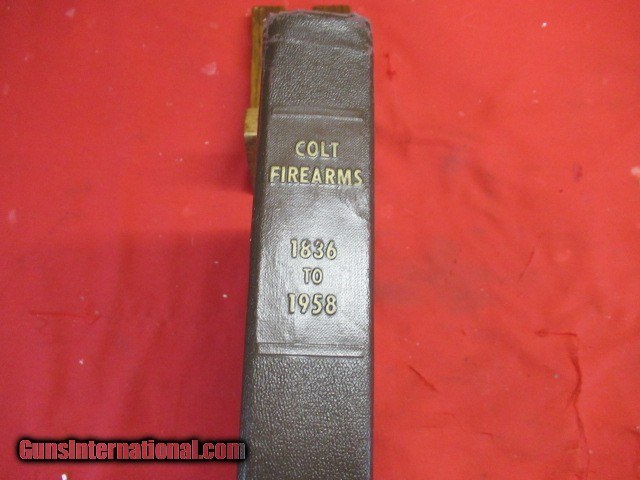 COLT
FIREARMS
1836
TO
1958
GunsInternational.com